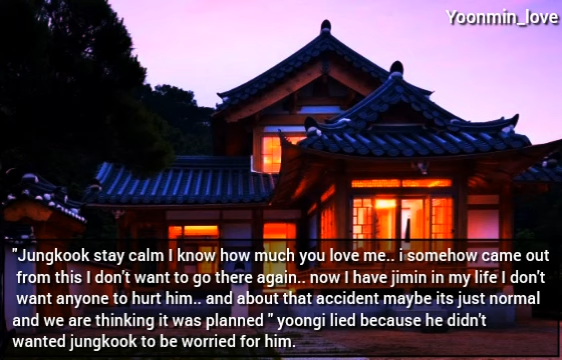 Yoonmin_love
"Jungkook stay calm I know how much you love me.. i somehow came out
from this I don't want to go there again.. now I have jimin in my life I don't
want anyone to hurt him.. and about that accident maybe its just normal
and we are thinking it was planned " yoongi lied because he didn't
wanted jungkook to be worried for him.